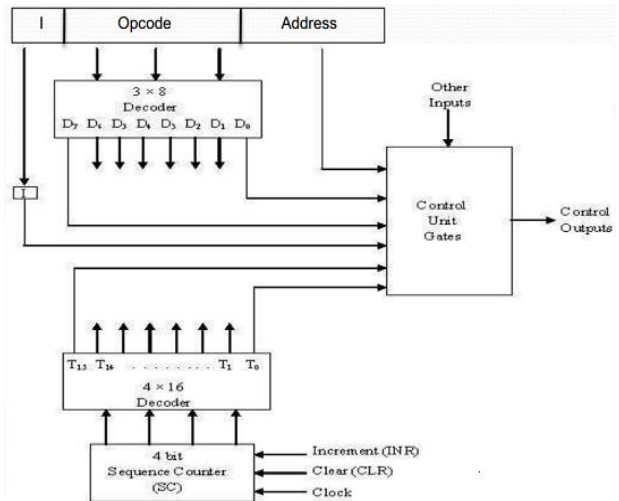 I Opcode Address
3 × 8
Decoder
D7 D6 D5 D4 D3 D2 D1 D0
Other
Inputs
I
Control
Unit
Gates
Control
Outputs
T15 T14 . . . . . . . . . T1 T0
4 × 16
Decoder
4 bit
Sequence Counter
(SC)
Increment (INR)
Clear (CLR)
Clock